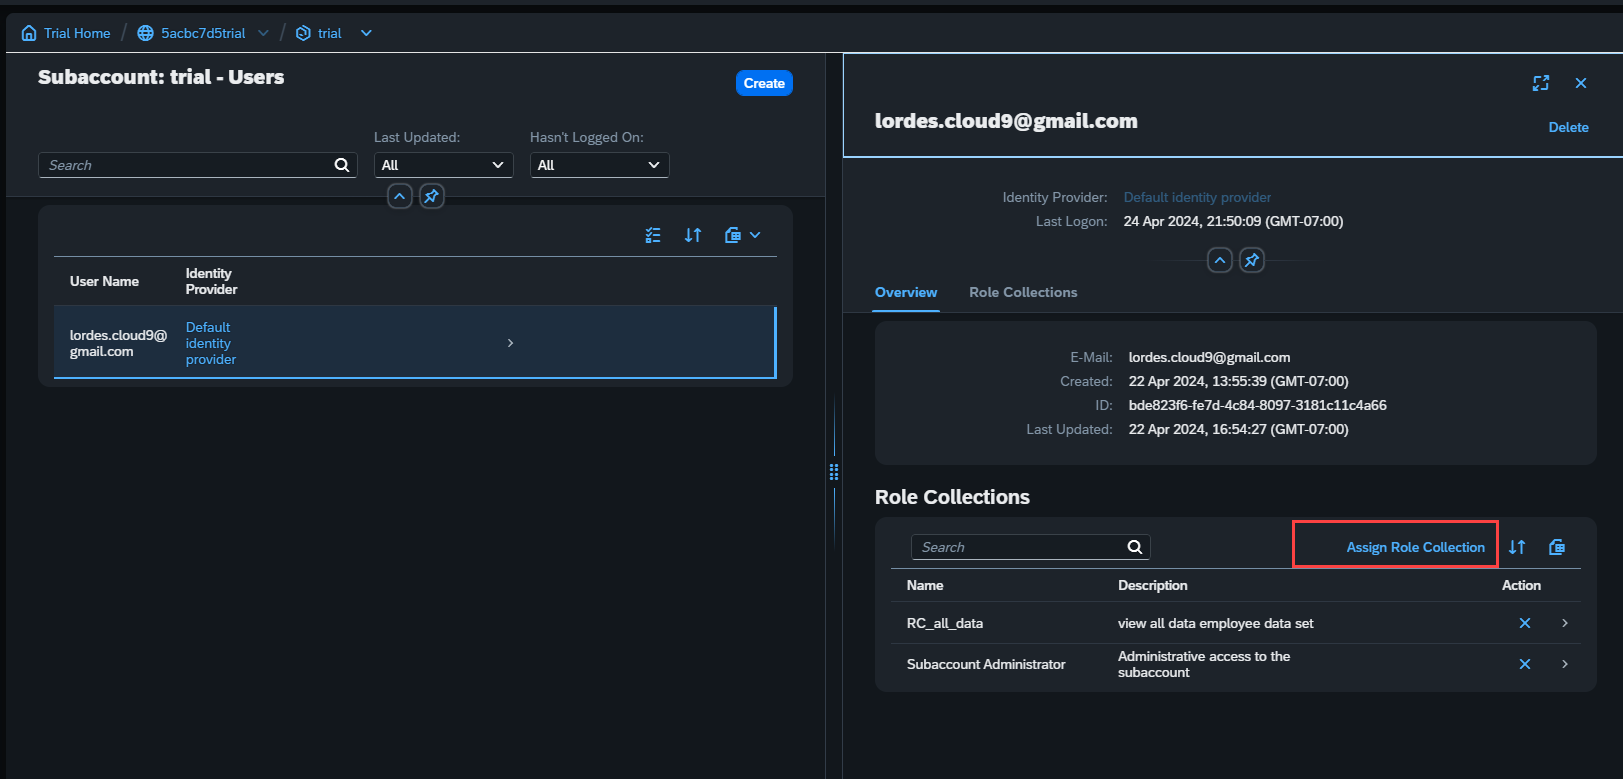 Trial Home / 5acbc7d5trial / trial
Subaccount: trial - Users
Create
Last Updated:
Hasn't Logged On:
Search
All
All
User Name
Identity
Provider
lordes.cloud9@
gmail.com
Default
identity
provider
lordes.cloud9@gmail.com
Delete
Identity Provider: Default identity provider
Last Logon: 24 Apr 2024, 21:50:09 (GMT-07:00)
Overview
Role Collections
E-Mail: lordes.cloud9@gmail.com
Created: 22 Apr 2024, 13:55:39 (GMT-07:00)
ID: bde823f6-fe7d-4c84-8097-3181c11c4a66
Last Updated: 22 Apr 2024, 16:54:27 (GMT-07:00)
Role Collections
Search
Assign Role Collection
Name Description Action
RC_all_data view all data employee data set
Subaccount Administrator
Administrative access to the
subaccount